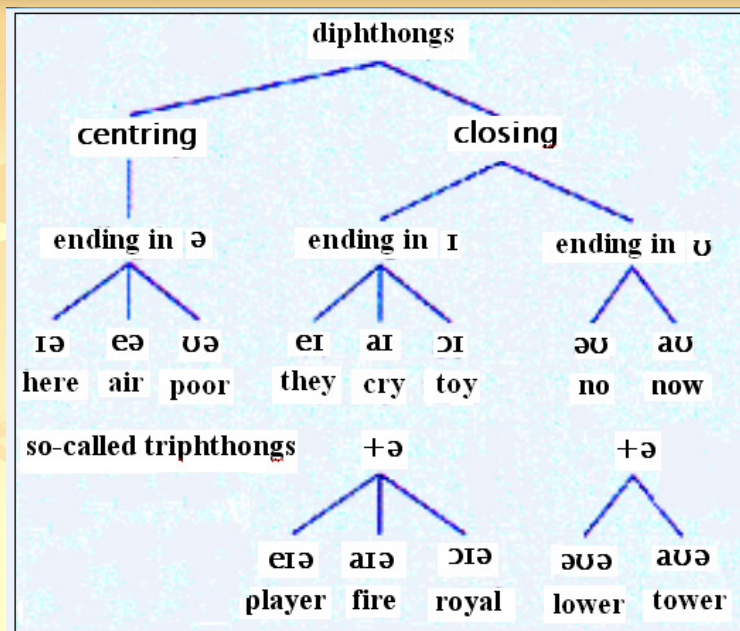 diphthongs
centring closing
ending in ə ending in ɪ ending in ʊ
ɪə eə ʊə eɪ aɪ ɔɪ əʊ aʊ
here air poor they cry toy no now
so-called triphthongs +ə +ə
eɪə aɪə ɔɪə əʊə aʊə
player fire royal lower tower